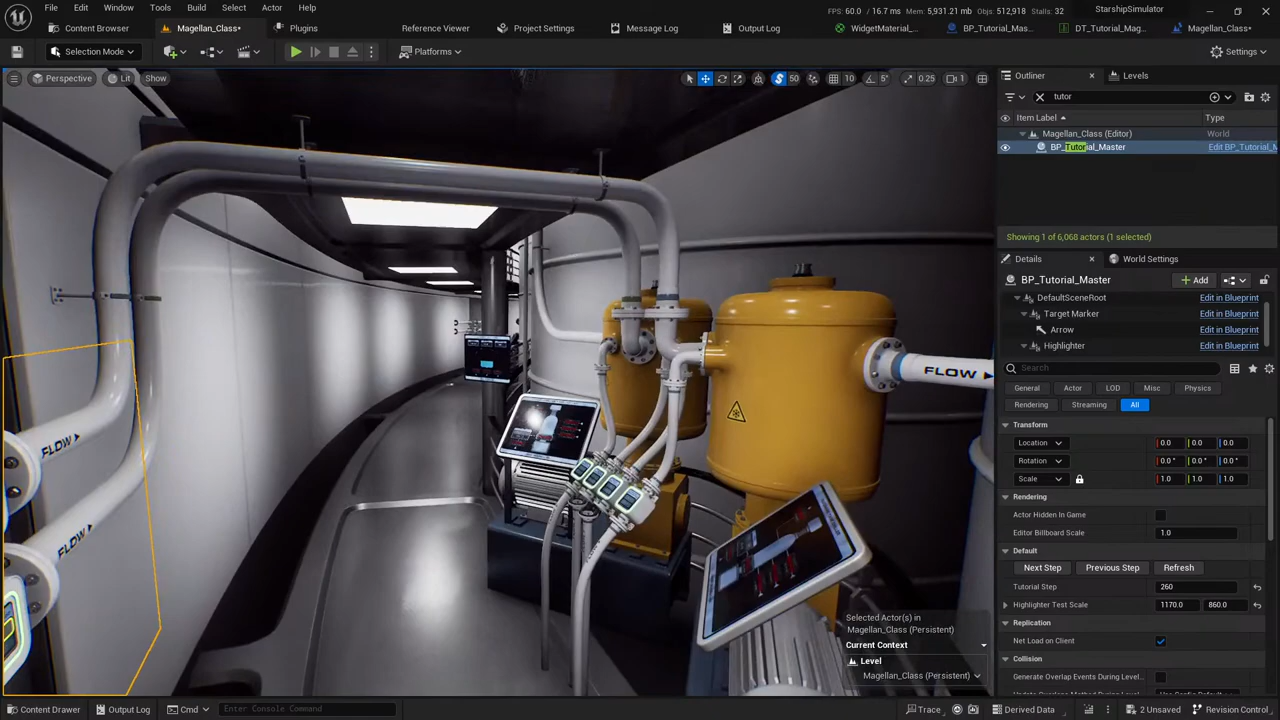 File Edit Window Tools Build Select Actor Help
FPS: 60.0 / 16.7 ms Mem: 5,931.21 mb Objs: 512,918 Stalls: 32
StarshipSimulator
Content Browser
Magellan_Class*
Plugins
Reference Viewer
Project Settings
Message Log
Output Log
WidgetMaterial...
BP_Tutorial_Mas...
DT_Tutorial_Mag...
Magellan_Class*
Selection Mode
Platforms
Settings
Perspective
Lit
Show
50
10
5°
0.25
1
Outliner
Levels
tutor
Item Label
Type
Magellan_Class (Editor)
World
BP_Tutorial_Master
Edit BP_Tutorial_M
Showing 1 of 6,068 actors (1 selected)
Details
World Settings
BP_Tutorial_Master
Add
DefaultSceneRoot
Edit in Blueprint
Target Marker
Edit in Blueprint
Arrow
Edit in Blueprint
Highlighter
Edit in Blueprint
Search
General
Actor
LOD
Misc
Physics
Rendering
Streaming
All
Transform
Location
0.0 0.0 0.0
Rotation
0.0° 0.0° 0.0°
Scale
1.0 1.0 1.0
Rendering
Actor Hidden In Game
Editor Billboard Scale
1.0
Default
Next Step
Previous Step
Refresh
Tutorial Step
260
Highlighter Test Scale
1170.0 860.0
Replication
Net Load on Client
Collision
Generate Overlap Events During Level...
FLOW
FLOW
FLOW
Selected Actor(s) in
Magellan_Class (Persistent)
Current Context
Level
Magellan_Class (Persistent)
Content Drawer
Output Log
Cmd
Enter Console Command
Trace
Derived Data
2 Unsaved
Revision Control